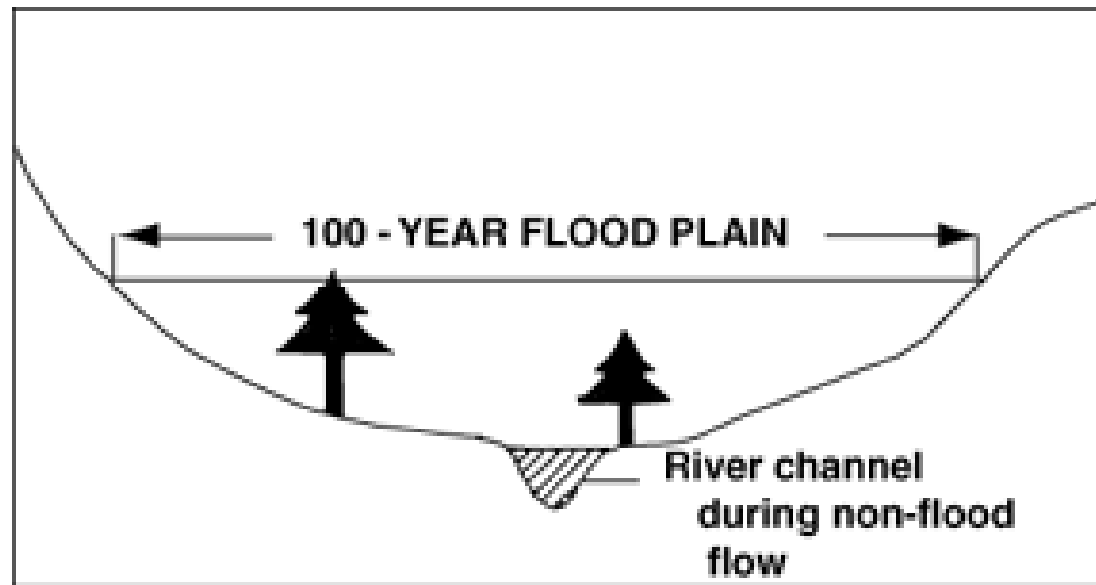 100 - YEAR FLOOD PLAIN
River channel
during non-flood
flow